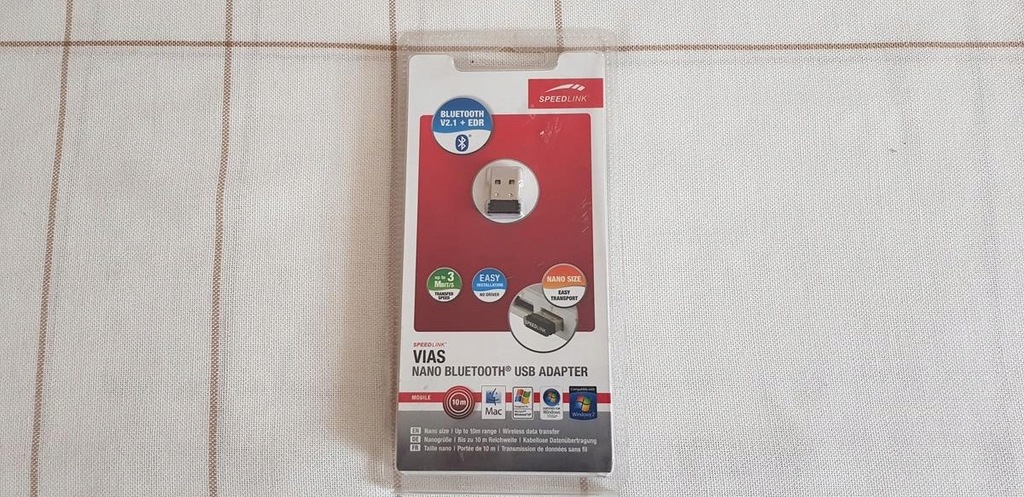 SPEEDLINK
BLUETOOTH
V2.1 + EDR
up to 3
MBIT/S
TRANSFER
SPEED
EASY
INSTALLATION
NO DRIVER
NANO SIZE
EASY
TRANSPORT
SPEEDLINK
SPEEDLINK
VIAS
NANO BLUETOOTH® USB ADAPTER
MOBILE
10m
Mac
Windows 7
EN Nano size | Up to 10m range | Wireless data transfer
DE Nanogröße | Bis zu 10 m Reichweite | Kabellose Datenübertragung
FR Taille nano | Portée de 10 m | Transmission de données sans fil